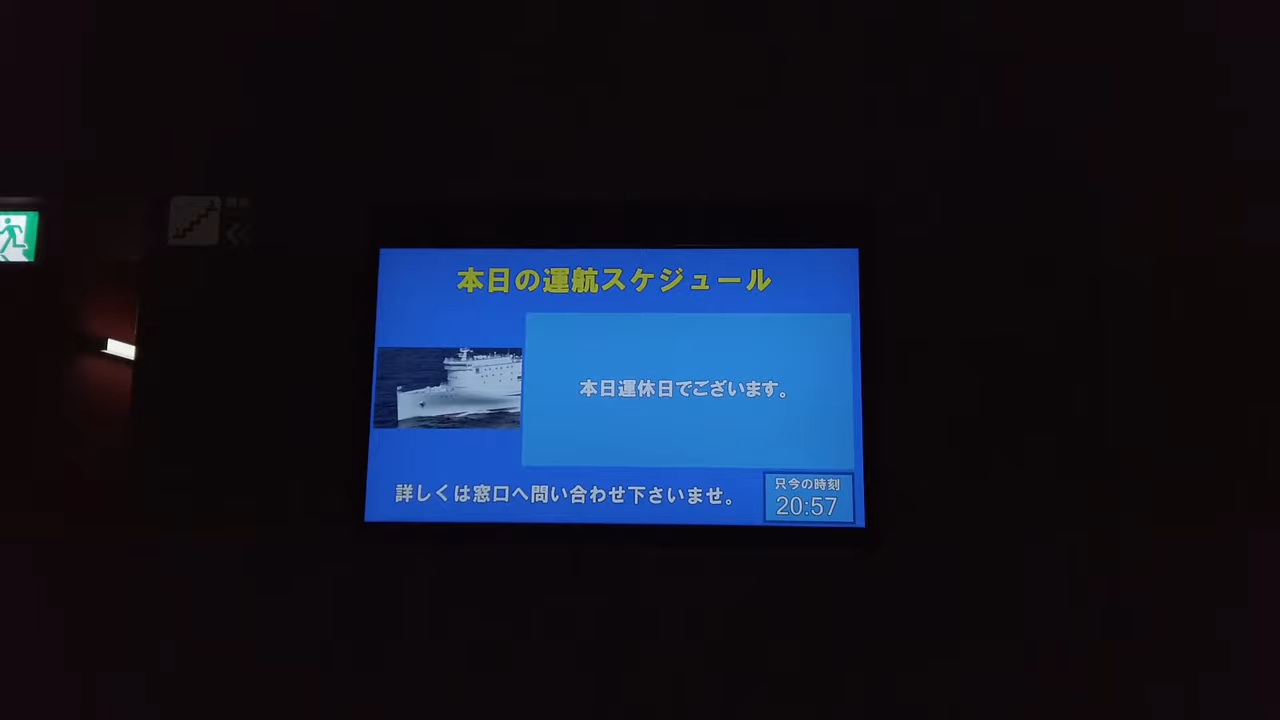 本日の運航スケジュール
本日運休日でございます。
詳しくは窓口へ問い合わせ下さいませ。
只今の時刻
20:57